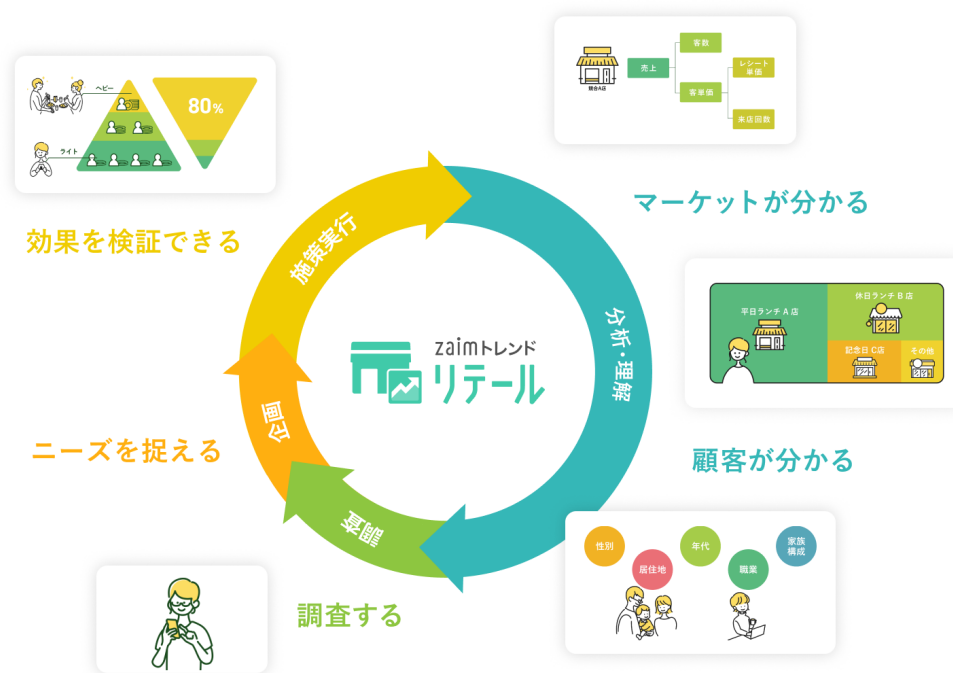 客数
売上
レシート
単価
競合A店
客単価
来店回数
ヘビー
80%
ライト
マーケットが分かる
効果を検証できる
施策実行
分析・理解
平日ランチ A 店
休日ランチ B 店
記念日 C店
その他
zaimトレンド
リテール
企画
ニーズを捉える
顧客が分かる
調査
性別
年代
家族
構成
居住地
職業
調査する